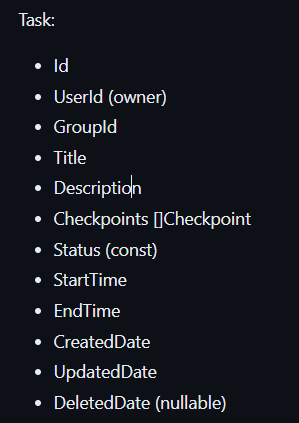 Task:
Id
UserId (owner)
GroupId
Title
Description
Checkpoints []Checkpoint
Status (const)
StartTime
EndTime
CreatedDate
UpdatedDate
DeletedDate (nullable)